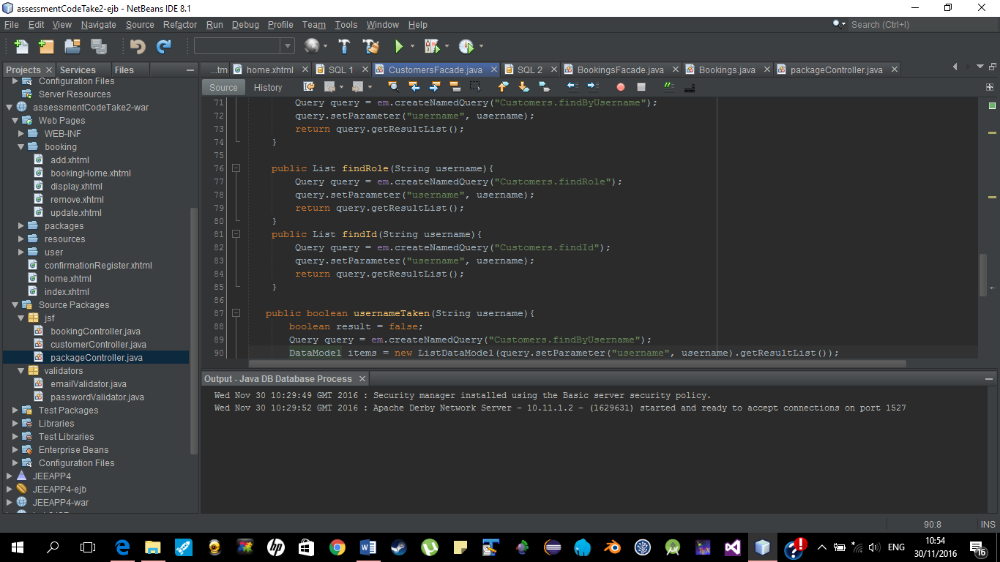 assessmentCodeTake2-ejb - NetBeans IDE 8.1
File Edit View Navigate Source Refactor Run Debug Profile Team Tools Window Help
Search (Ctrl+I)
Projects Services Files
...tm home.xhtml SQL 1 CustomersFacade.java SQL 2 BookingsFacade.java Bookings.java packageController.java
Source History
Configuration Files
Server Resources
assessmentCodeTake2-war
Web Pages
WEB-INF
booking
add.xhtml
bookingHome.xhtml
display.xhtml
remove.xhtml
update.xhtml
packages
resources
user
confirmationRegister.xhtml
home.xhtml
index.xhtml
Source Packages
jsf
bookingController.java
customerController.java
packageController.java
validators
emailValidator.java
passwordValidator.java
Test Packages
Libraries
Test Libraries
Enterprise Beans
Configuration Files
JEEAPP4
JEEAPP4-ejb
JEEAPP4-war
71 Query query = em.createNamedQuery("Customers.findByUsername");
72 query.setParameter("username", username);
73 return query.getResultList();
74 }
75
76 public List findRole(String username){
77 Query query = em.createNamedQuery("Customers.findRole");
78 query.setParameter("username", username);
79 return query.getResultList();
80 }
81 public List findId(String username){
82 Query query = em.createNamedQuery("Customers.findId");
83 query.setParameter("username", username);
84 return query.getResultList();
85 }
86
87 public boolean usernameTaken(String username){
88 boolean result = false;
89 Query query = em.createNamedQuery("Customers.findByUsername");
90 DataModel items = new ListDataModel(query.setParameter("username", username).getResultList());
Output - Java DB Database Process
Wed Nov 30 10:29:49 GMT 2016 : Security manager installed using the Basic server security policy.
Wed Nov 30 10:29:52 GMT 2016 : Apache Derby Network Server - 10.11.1.2 - (1629631) started and ready to accept connections on port 1527
90:8 INS
ENG
10:54
30/11/2016
16